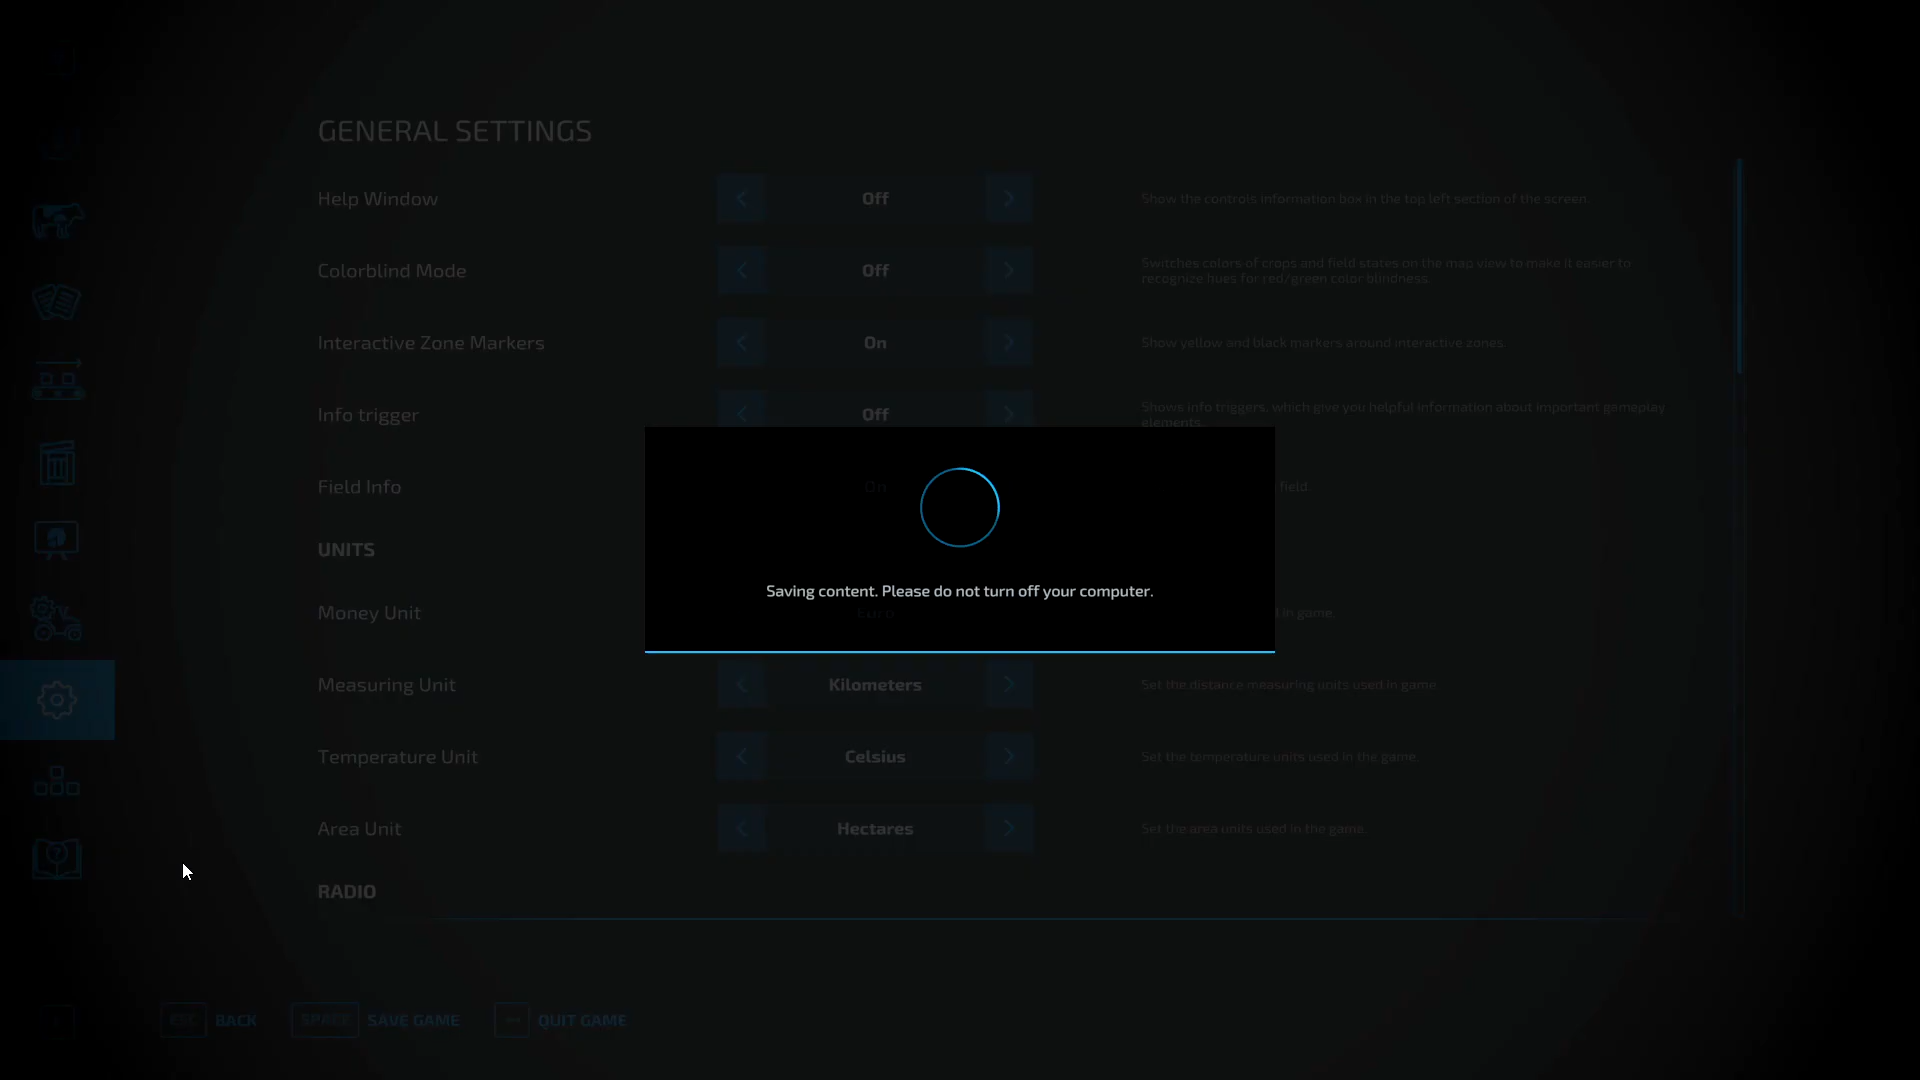 GENERAL SETTINGS
Help Window
Off
Show the controls information box in the top left section of the screen.
Colorblind Mode
Off
Switches colors of crops and field states on the map view to make it easier to
recognize hues for red/green color blindness.
Interactive Zone Markers
On
Show yellow and black markers around interactive zones.
Info trigger
Off
Shows info triggers, which give you helpful information about important gameplay
elements.
Field Info
On
field.
Saving content. Please do not turn off your computer.
UNITS
Money Unit
Euro
in game.
Measuring Unit
Kilometers
Set the distance measuring units used in game.
Temperature Unit
Celsius
Set the temperature units used in the game.
Area Unit
Hectares
Set the area units used in the game.
RADIO
ESC BACK SPACE SAVE GAME QUIT GAME